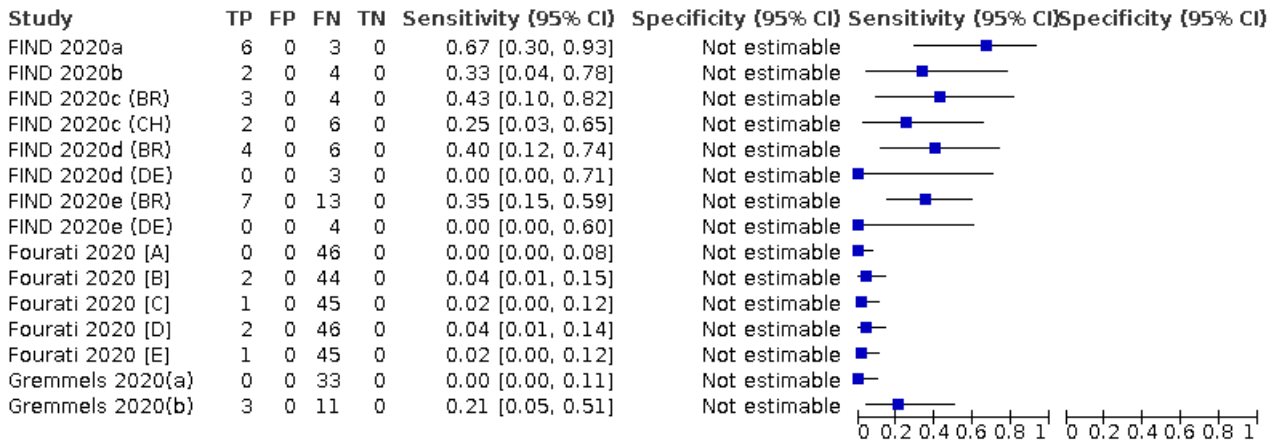 Study TP FP FN TN Sensitivity (95% CI) Specificity (95% CI) Sensitivity (95% CI)Specificity (95% CI)
FIND 2020a 6 0 3 0 0.67 [0.30, 0.93] Not estimable
FIND 2020b 2 0 4 0 0.33 [0.04, 0.78] Not estimable
FIND 2020c (BR) 3 0 4 0 0.43 [0.10, 0.82] Not estimable
FIND 2020c (CH) 2 0 6 0 0.25 [0.03, 0.65] Not estimable
FIND 2020d (BR) 4 0 6 0 0.40 [0.12, 0.74] Not estimable
FIND 2020d (DE) 0 0 3 0 0.00 [0.00, 0.71] Not estimable
FIND 2020e (BR) 7 0 13 0 0.35 [0.15, 0.59] Not estimable
FIND 2020e (DE) 0 0 4 0 0.00 [0.00, 0.60] Not estimable
Fourati 2020 [A] 0 0 46 0 0.00 [0.00, 0.08] Not estimable
Fourati 2020 [B] 2 0 44 0 0.04 [0.01, 0.15] Not estimable
Fourati 2020 [C] 1 0 45 0 0.02 [0.00, 0.12] Not estimable
Fourati 2020 [D] 2 0 46 0 0.04 [0.01, 0.14] Not estimable
Fourati 2020 [E] 1 0 45 0 0.02 [0.00, 0.12] Not estimable
Gremmels 2020(a) 0 0 33 0 0.00 [0.00, 0.11] Not estimable
Gremmels 2020(b) 3 0 11 0 0.21 [0.05, 0.51] Not estimable
0 0.2 0.4 0.6 0.8 1 0 0.2 0.4 0.6 0.8 1